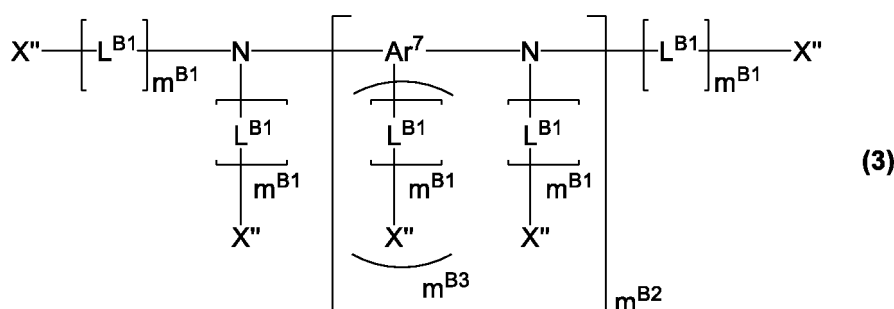 X'' L^B1 m^B1 N Ar^7 N L^B1 m^B1 X''
L^B1 L^B1 L^B1 (3)
m^B1 m^B1 m^B1
X'' X'' X''
m^B3 m^B2